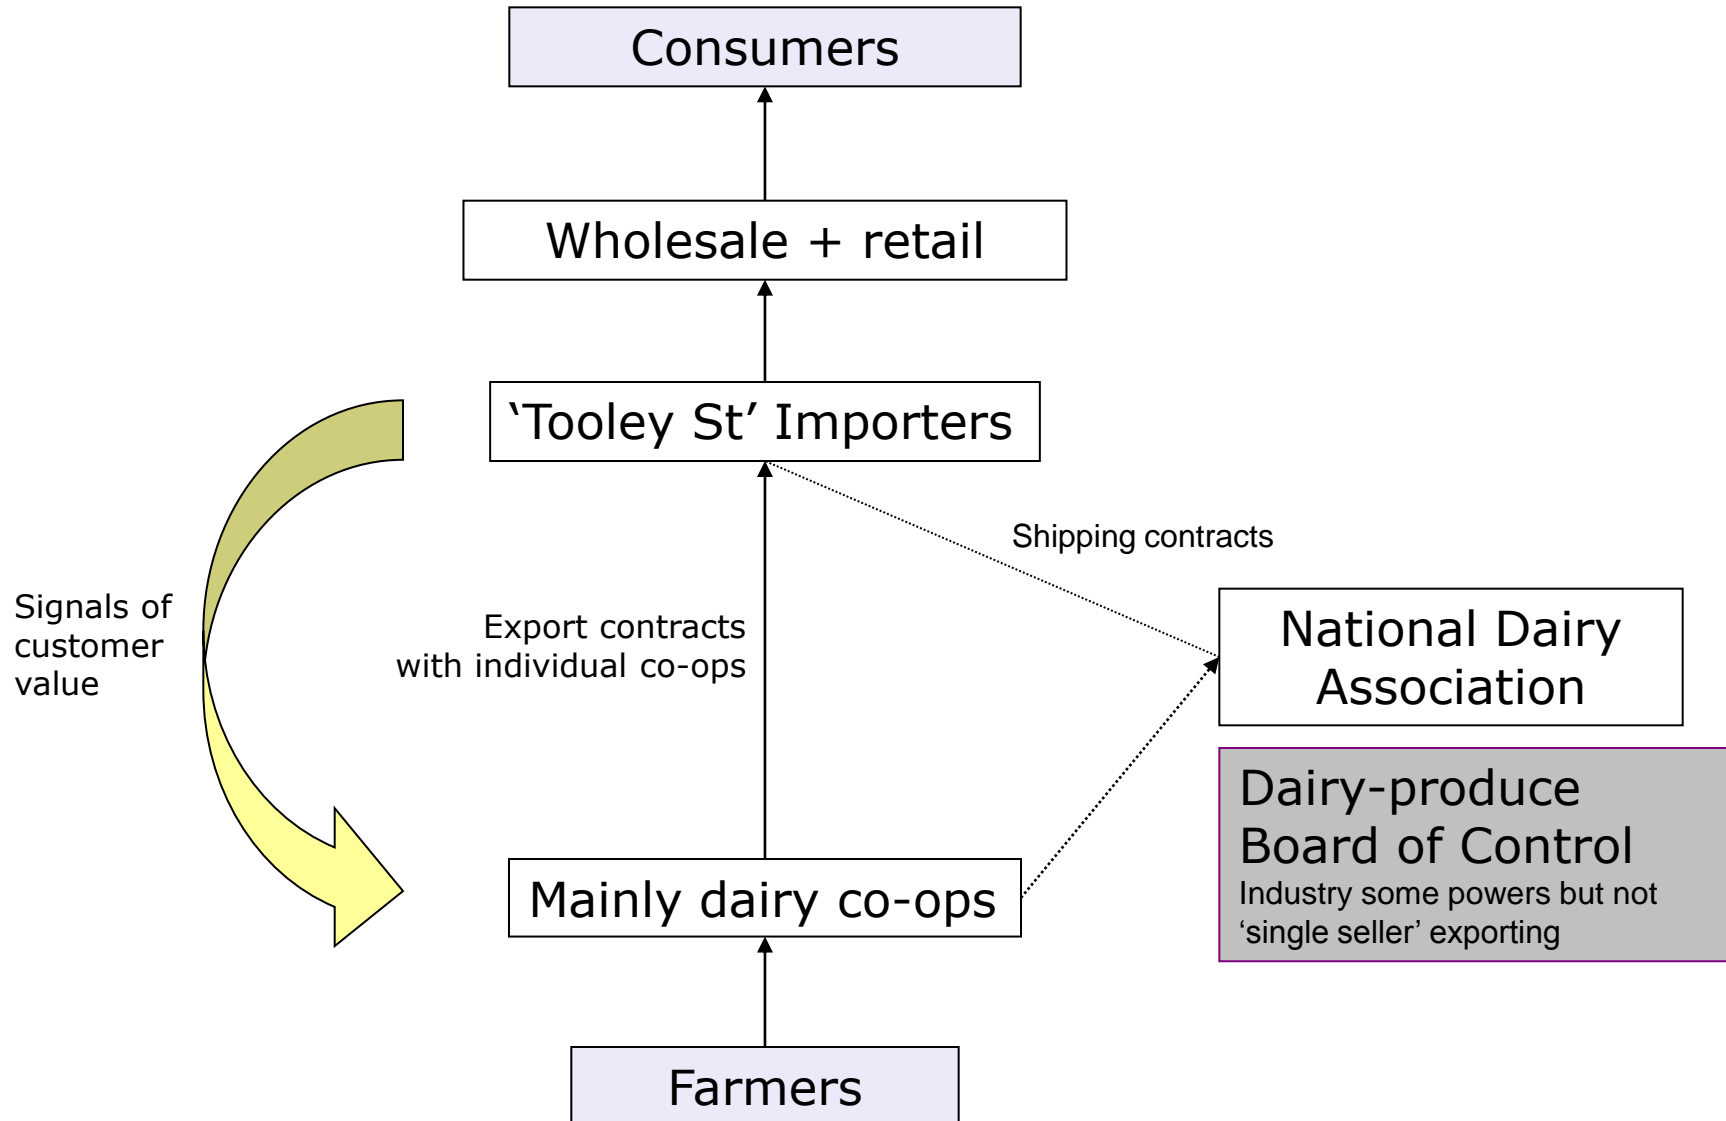 Consumers
Wholesale + retail
‘Tooley St’ Importers
Shipping contracts
Signals of
customer
value
Export contracts
with individual co-ops
National Dairy
Association
Dairy-produce
Board of Control
Industry some powers but not
‘single seller’ exporting
Mainly dairy co-ops
Farmers